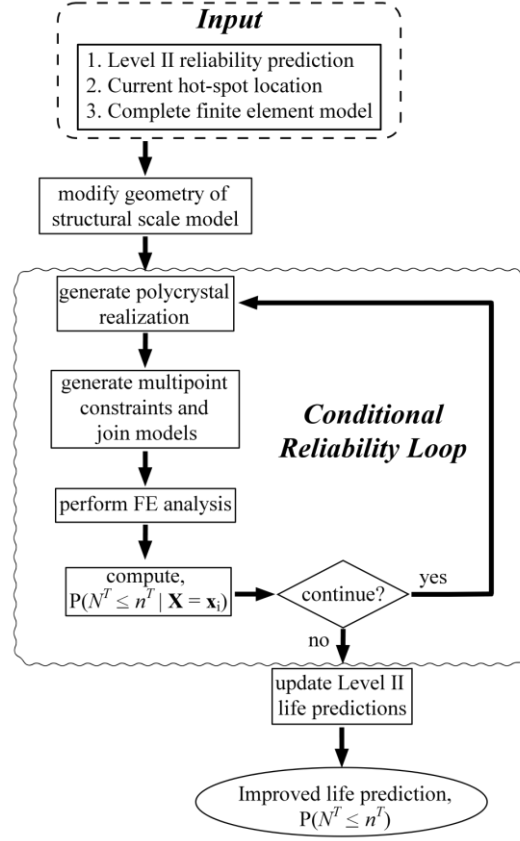 Input
1. Level II reliability prediction
2. Current hot-spot location
3. Complete finite element model
modify geometry of
structural scale model
generate polycrystal
realization
generate multipoint
constraints and
join models
Conditional
Reliability Loop
perform FE analysis
compute,
P(N^T ≤ n^T | X = x_i)
continue?
yes
no
update Level II
life predictions
Improved life prediction,
P(N^T ≤ n^T)